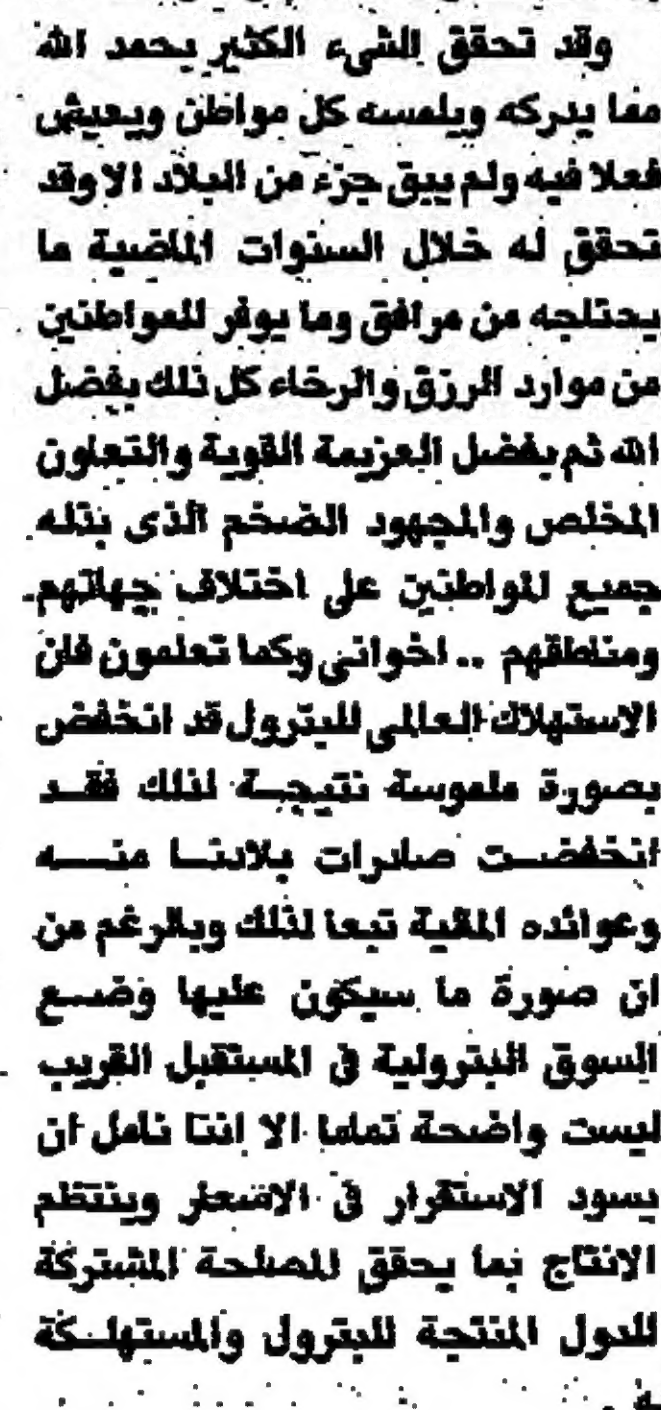 وقد تحقق الشيء الكثير بحمد الله
مما يدركه ويلمسه كل مواطن ويعيش
فعلا فيه ولم يبق جزء من البلاد الا وقد
تحقق له خلال السنوات الماضية ما
يحتاجه من مرافق وما يوفر للمواطنين
من موارد الرزق والرخاء كل ذلك بفضل
الله ثم بفضل العزيمة القوية والتعاون
المخلص والمجهود الضخم الذى بذله
جميع المواطنين على اختلاف جهاتهم
ومناطقهم .. اخوانى وكما تعلمون فان
الاستهلاك العالمى للبترول قد انخفض
بصورة ملموسة نتيجة لذلك فقد
انخفضت صادرات بلادنا منه
وعوائده المالية تبعا لذلك وبالرغم من
ان صورة ما سيكون عليها وضع
السوق البترولية فى المستقبل القريب
ليست واضحة تماما الا اننا نامل ان
يسود الاستقرار فى الاسعار وينتظم
الانتاج بما يحقق المصلحة المشتركة
للدول المنتجة للبترول والمستهلكة